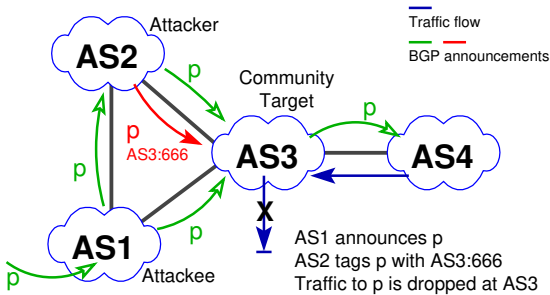 Attacker
AS2
Traffic flow
BGP announcements
p
Community
Target
p
p
AS3:666
p
AS3
AS4
p
X
p
AS1
p
Attackee
AS1 announces p
AS2 tags p with AS3:666
Traffic to p is dropped at AS3